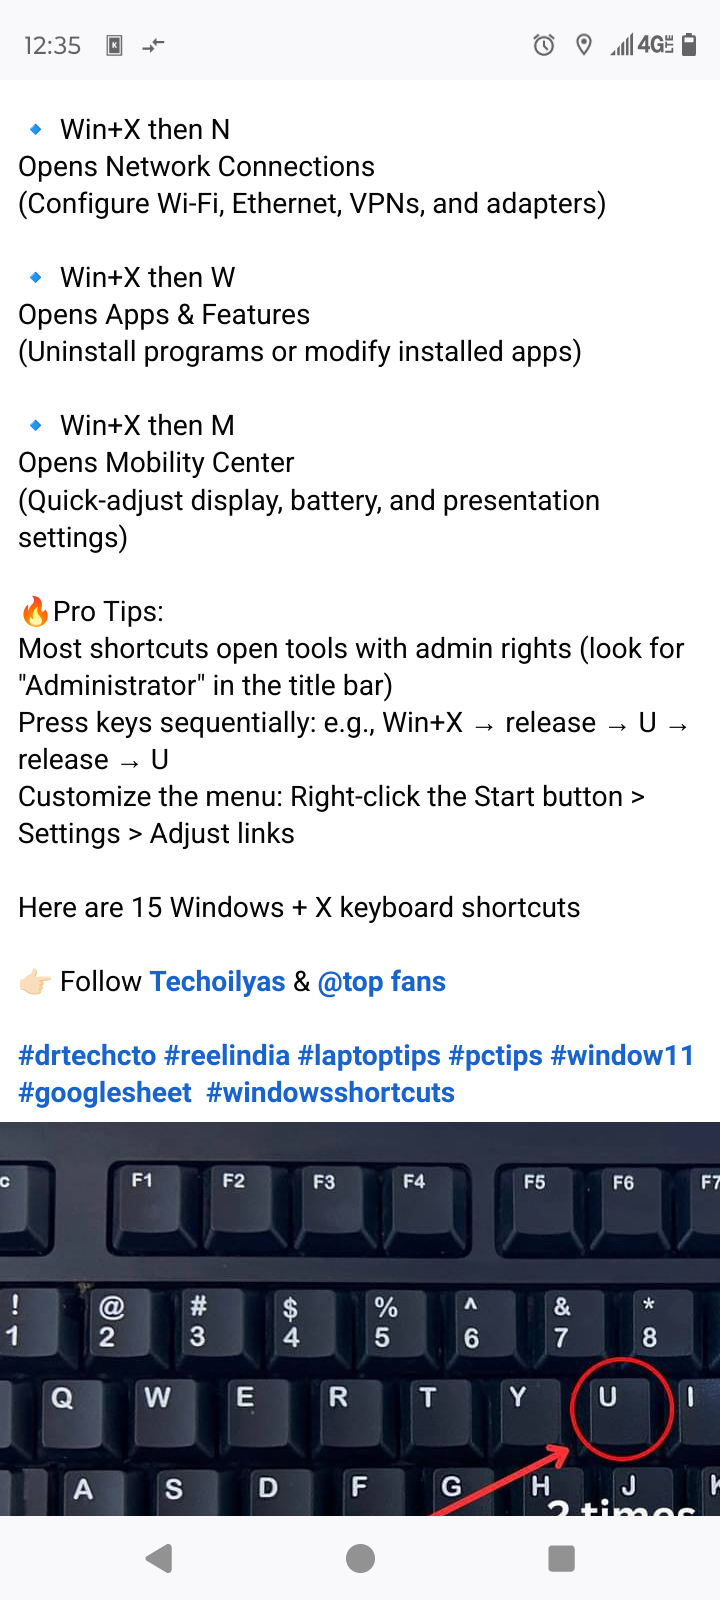 12:35
4G LTE
🔹 Win+X then N
Opens Network Connections
(Configure Wi-Fi, Ethernet, VPNs, and adapters)
🔹 Win+X then W
Opens Apps & Features
(Uninstall programs or modify installed apps)
🔹 Win+X then M
Opens Mobility Center
(Quick-adjust display, battery, and presentation
settings)
🔥Pro Tips:
Most shortcuts open tools with admin rights (look for
"Administrator" in the title bar)
Press keys sequentially: e.g., Win+X → release → U →
release → U
Customize the menu: Right-click the Start button >
Settings > Adjust links
Here are 15 Windows + X keyboard shortcuts
👉🏻 Follow Techoilyas & @top fans
#drtechcto #reelindia #laptoptips #pctips #window11
#googlesheet #windowsshortcuts
c F1 F2 F3 F4 F5 F6 F7
! @ # $ % ^ & *
1 2 3 4 5 6 7 8
Q W E R T Y U I
A S D F G H J K
2 times